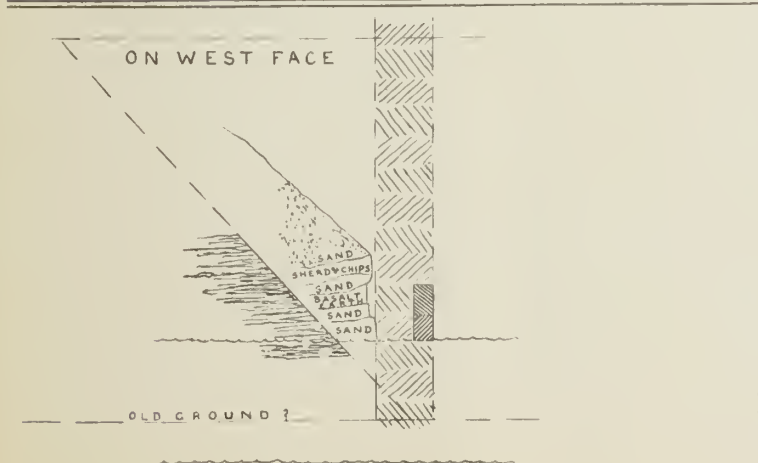 ON WEST FACE
SAND
SHERD & CHIPS
SAND
BASALT
EARTH
SAND
SAND
OLD GROUND ?